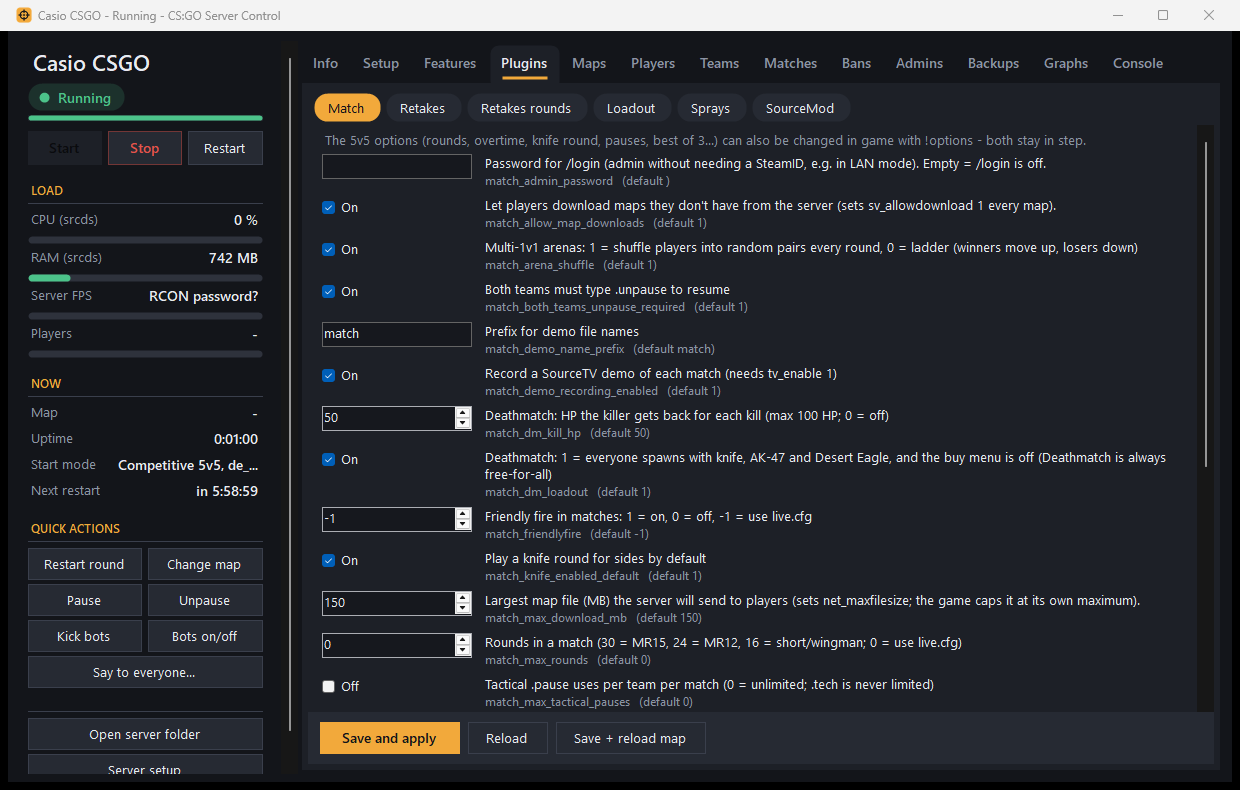 Casio CSGO - Running - CS:GO Server Control
Casio CSGO
Running
Start
Stop
Restart
LOAD
CPU (srcds)
0 %
RAM (srcds)
742 MB
Server FPS
RCON password?
Players
-
NOW
Map
-
Uptime
0:01:00
Start mode
Competitive 5v5, de_...
Next restart
in 5:58:59
QUICK ACTIONS
Restart round
Change map
Pause
Unpause
Kick bots
Bots on/off
Say to everyone...
Open server folder
Server setup
Info
Setup
Features
Plugins
Maps
Players
Teams
Matches
Bans
Admins
Backups
Graphs
Console
Match
Retakes
Retakes rounds
Loadout
Sprays
SourceMod
The 5v5 options (rounds, overtime, knife round, pauses, best of 3...) can also be changed in game with !options - both stay in step.
Password for /login (admin without needing a SteamID, e.g. in LAN mode). Empty = /login is off.
match_admin_password (default )
On
Let players download maps they don't have from the server (sets sv_allowdownload 1 every map).
match_allow_map_downloads (default 1)
On
Multi-1v1 arenas: 1 = shuffle players into random pairs every round, 0 = ladder (winners move up, losers down)
match_arena_shuffle (default 1)
On
Both teams must type .unpause to resume
match_both_teams_unpause_required (default 1)
match
Prefix for demo file names
match_demo_name_prefix (default match)
On
Record a SourceTV demo of each match (needs tv_enable 1)
match_demo_recording_enabled (default 1)
50
Deathmatch: HP the killer gets back for each kill (max 100 HP; 0 = off)
match_dm_kill_hp (default 50)
On
Deathmatch: 1 = everyone spawns with knife, AK-47 and Desert Eagle, and the buy menu is off (Deathmatch is always
free-for-all)
match_dm_loadout (default 1)
-1
Friendly fire in matches: 1 = on, 0 = off, -1 = use live.cfg
match_friendlyfire (default -1)
On
Play a knife round for sides by default
match_knife_enabled_default (default 1)
150
Largest map file (MB) the server will send to players (sets net_maxfilesize; the game caps it at its own maximum).
match_max_download_mb (default 150)
0
Rounds in a match (30 = MR15, 24 = MR12, 16 = short/wingman; 0 = use live.cfg)
match_max_rounds (default 0)
Off
Tactical .pause uses per team per match (0 = unlimited; .tech is never limited)
match_max_tactical_pauses (default 0)
Save and apply
Reload
Save + reload map